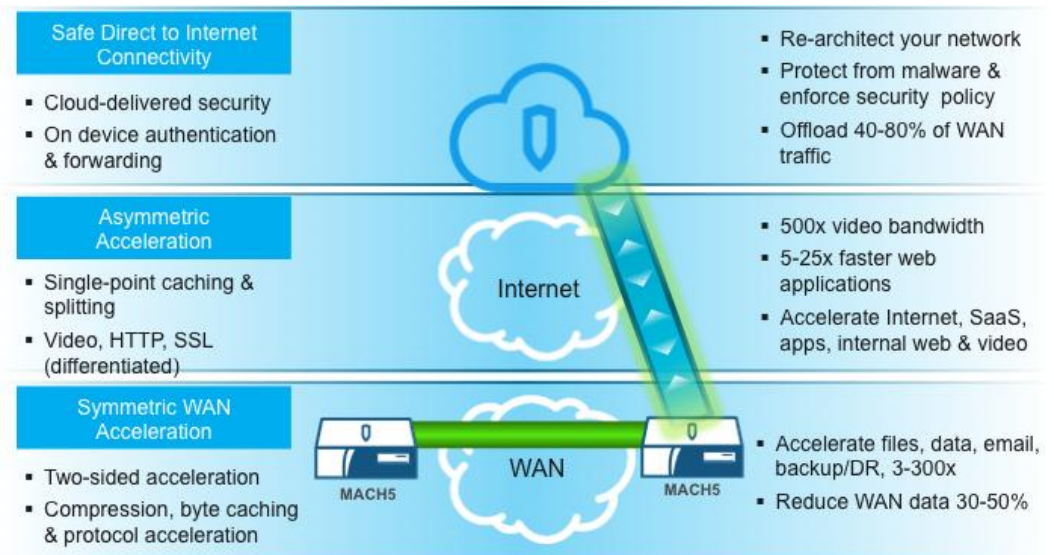 Safe Direct to Internet
Connectivity
▪ Cloud-delivered security
▪ On device authentication
& forwarding
▪ Re-architect your network
▪ Protect from malware &
enforce security policy
▪ Offload 40-80% of WAN
traffic
Asymmetric
Acceleration
▪ Single-point caching &
splitting
▪ Video, HTTP, SSL
(differentiated)
Internet
▪ 500x video bandwidth
▪ 5-25x faster web
applications
▪ Accelerate Internet, SaaS,
apps, internal web & video
Symmetric WAN
Acceleration
▪ Two-sided acceleration
▪ Compression, byte caching
& protocol acceleration
MACH5
WAN
MACH5
▪ Accelerate files, data, email,
backup/DR, 3-300x
▪ Reduce WAN data 30-50%